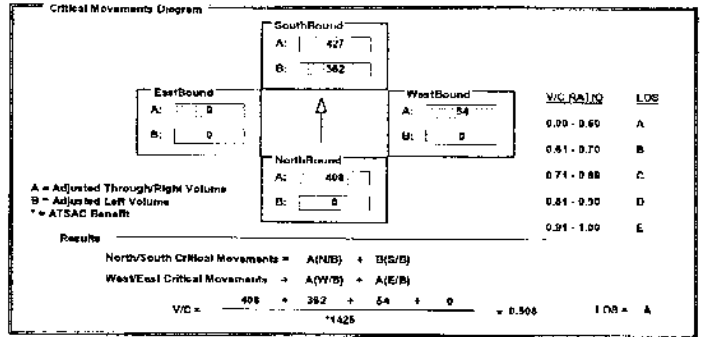 Critical Movements Diagram
SouthBound
A: 427
B: 362
EastBound
A: 0
B: 0
WestBound
A: 54
B: 0
NorthBound
A: 408
B: 0
V/C RATIO LOS
0.00 - 0.60 A
0.61 - 0.70 B
0.71 - 0.80 C
0.81 - 0.90 D
0.91 - 1.00 E
A = Adjusted Through/Right Volume
B = Adjusted Left Volume
* = ATSAC Benefit
Results
North/South Critical Movements = A(N/B) + B(S/B)
West/East Critical Movements = A(W/B) + A(E/B)
V/C = 408 + 362 + 54 + 0 = 0.508 LOS = A
*1425